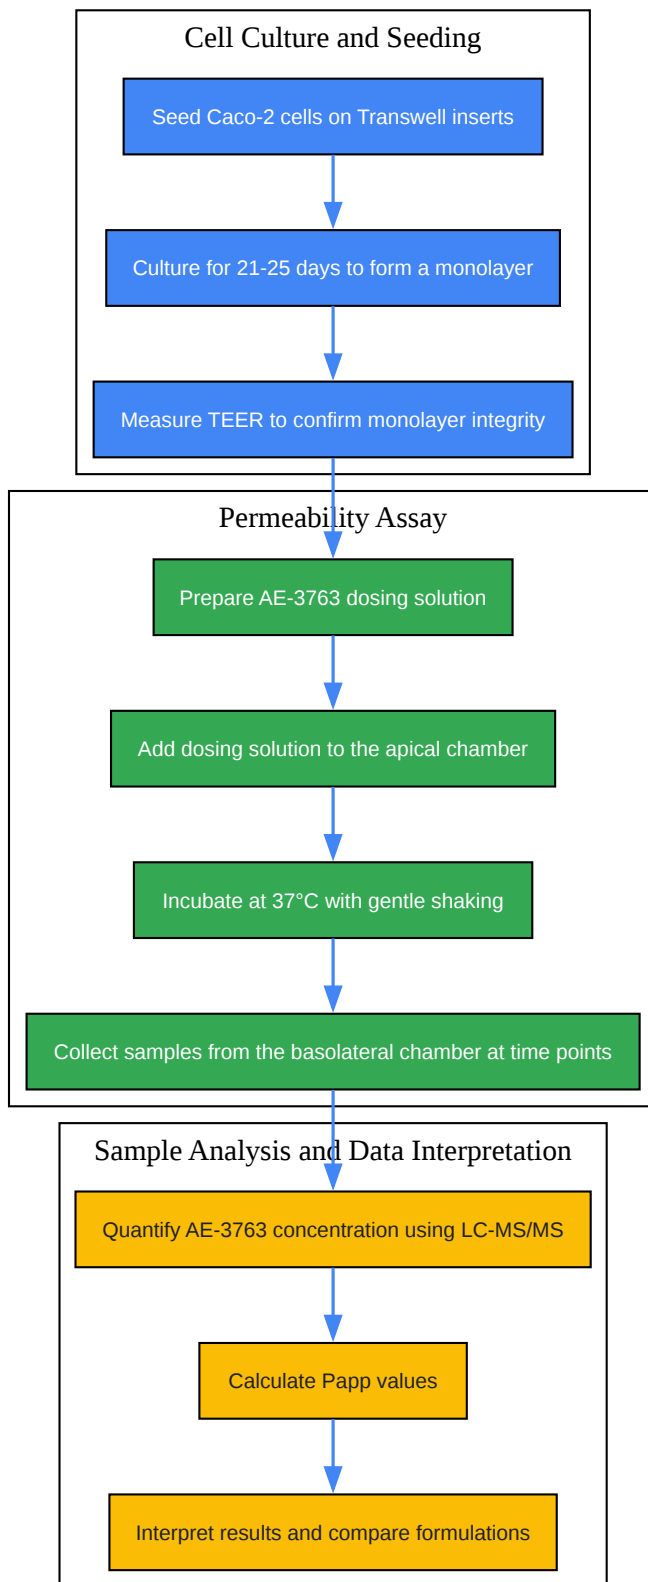 Cell Culture and Seeding
Seed Caco-2 cells on Transwell inserts
Culture for 21-25 days to form a monolayer
Measure TEER to confirm monolayer integrity
Permeability Assay
Prepare AE-3763 dosing solution
Add dosing solution to the apical chamber
Incubate at 37°C with gentle shaking
Collect samples from the basolateral chamber at time points
Sample Analysis and Data Interpretation
Quantify AE-3763 concentration using LC-MS/MS
Calculate Papp values
Interpret results and compare formulations